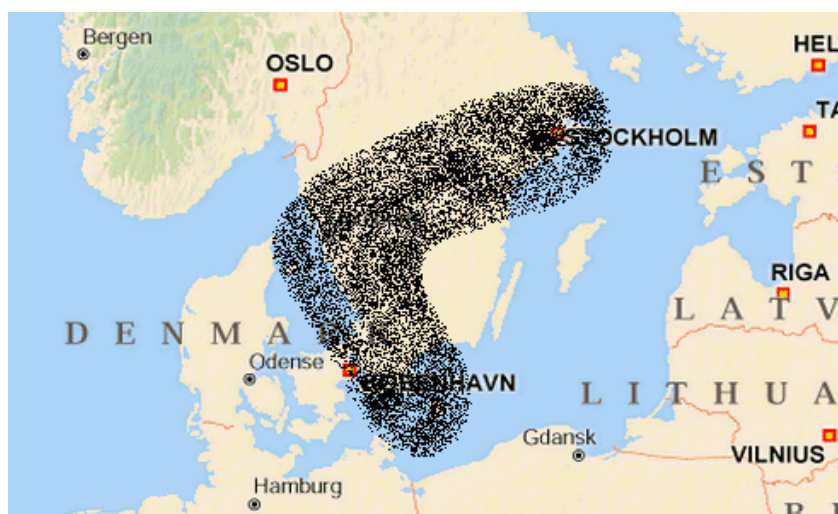 Bergen
OSLO
HEL
TA
STOCKHOLM
E S T
RIGA
L A T V
D E N M A
Odense
KØBENHAVN
L I T H U A
Gdansk
VILNIUS
Hamburg